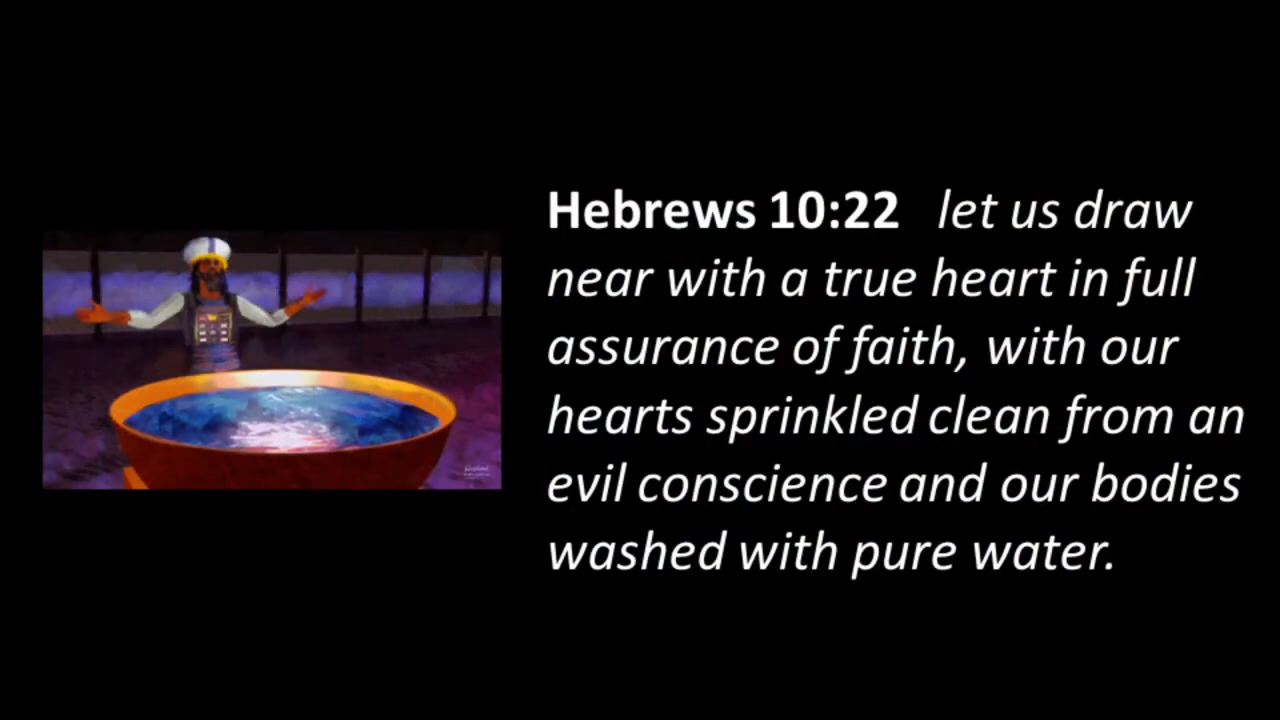 Hebrews 10:22 let us draw
near with a true heart in full
assurance of faith, with our
hearts sprinkled clean from an
evil conscience and our bodies
washed with pure water.